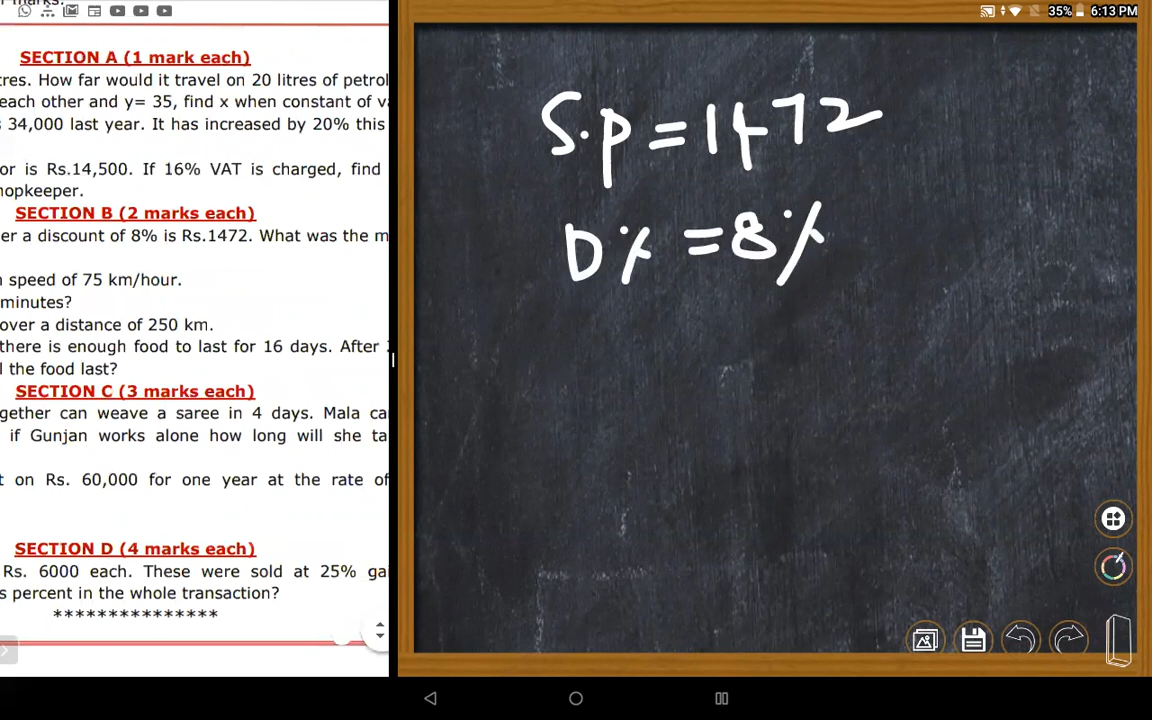 35% 6:13 PM
SECTION A (1 mark each)
tres. How far would it travel on 20 litres of petrol
each other and y= 35, find x when constant of va
s 34,000 last year. It has increased by 20% this
or is Rs.14,500. If 16% VAT is charged, find
hopkeeper.
SECTION B (2 marks each)
er a discount of 8% is Rs.1472. What was the m
n speed of 75 km/hour.
minutes?
over a distance of 250 km.
there is enough food to last for 16 days. After
l the food last?
SECTION C (3 marks each)
gether can weave a saree in 4 days. Mala ca
if Gunjan works alone how long will she ta
t on Rs. 60,000 for one year at the rate of
SECTION D (4 marks each)
Rs. 6000 each. These were sold at 25% ga
s percent in the whole transaction?
***************
S.P = 1472
D% = 8%